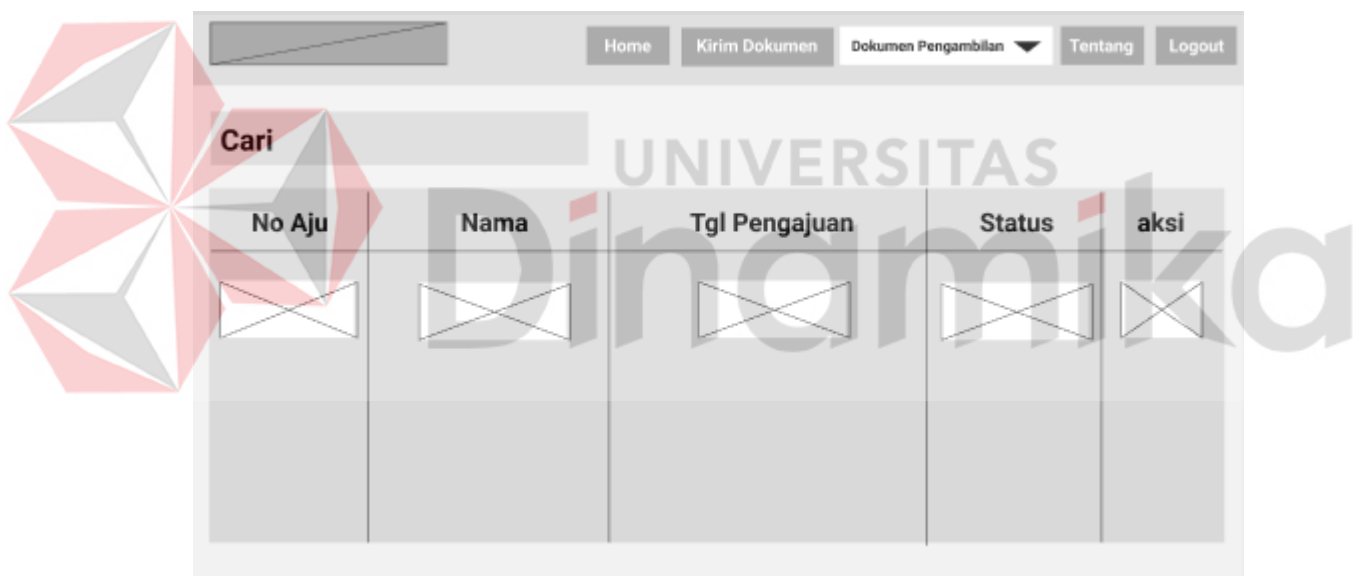 Home Kirim Dokumen Dokumen Pengambilan Tentang Logout
Cari
UNIVERSITAS
Dinamika
No Aju Nama Tgl Pengajuan Status aksi